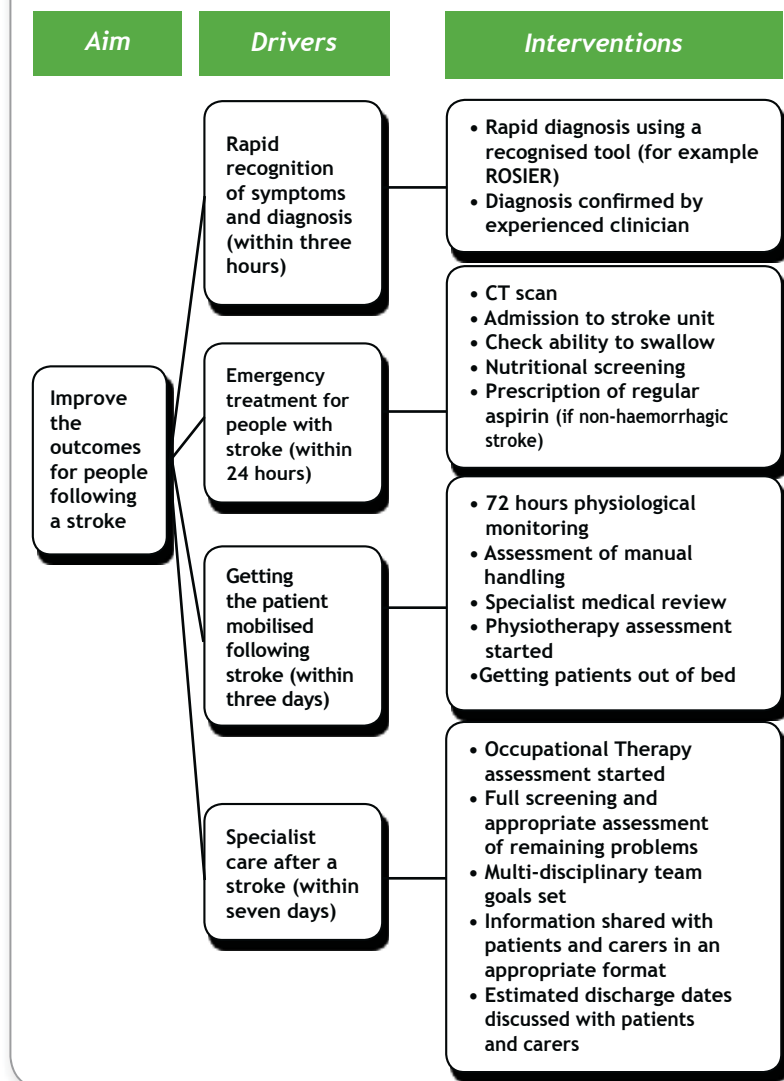 Aim
Drivers
Interventions
Improve
the
outcomes
for people
following
a stroke
Rapid
recognition
of symptoms
and diagnosis
(within three
hours)
• Rapid diagnosis using a
recognised tool (for example
ROSIER)
• Diagnosis confirmed by
experienced clinician
Emergency
treatment for
people with
stroke (within
24 hours)
• CT scan
• Admission to stroke unit
• Check ability to swallow
• Nutritional screening
• Prescription of regular
aspirin (if non-haemorrhagic
stroke)
Getting
the patient
mobilised
following
stroke (within
three days)
• 72 hours physiological
monitoring
• Assessment of manual
handling
• Specialist medical review
• Physiotherapy assessment
started
•Getting patients out of bed
Specialist
care after a
stroke (within
seven days)
• Occupational Therapy
assessment started
• Full screening and
appropriate assessment
of remaining problems
• Multi-disciplinary team
goals set
• Information shared with
patients and carers in an
appropriate format
• Estimated discharge dates
discussed with patients
and carers